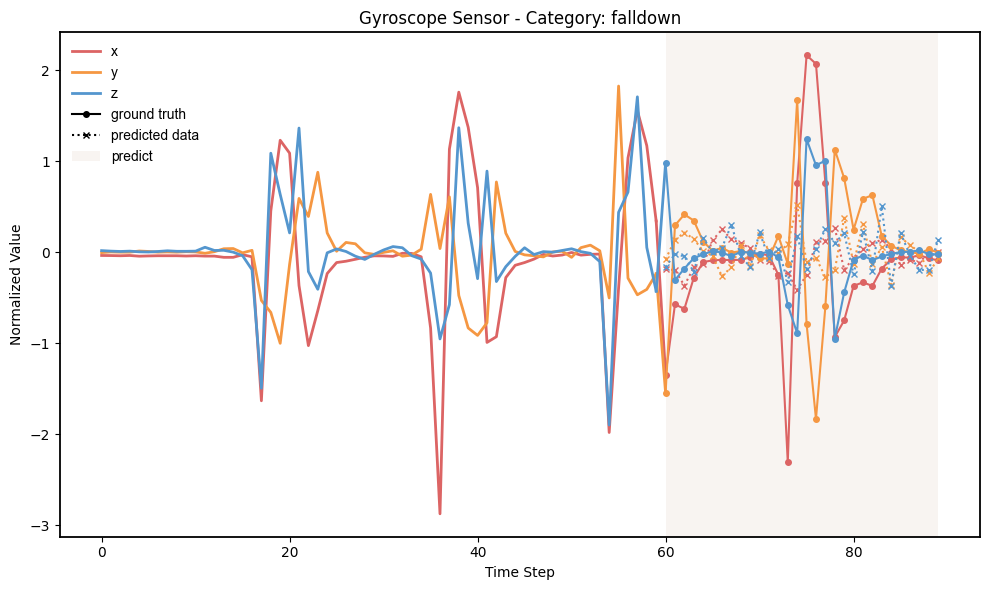 Gyroscope Sensor - Category: falldown
x
y
z
ground truth
predicted data
predict
Normalized Value
2
1
0
−1
−2
−3
0
20
40
60
80
Time Step